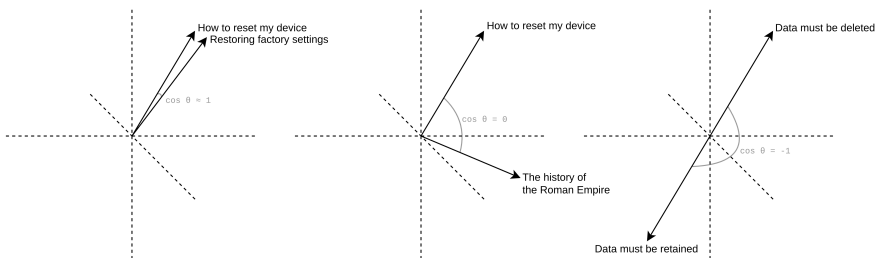 How to reset my device
Restoring factory settings
cos θ ≈ 1
How to reset my device
cos θ = 0
The history of
the Roman Empire
Data must be deleted
cos θ = -1
Data must be retained